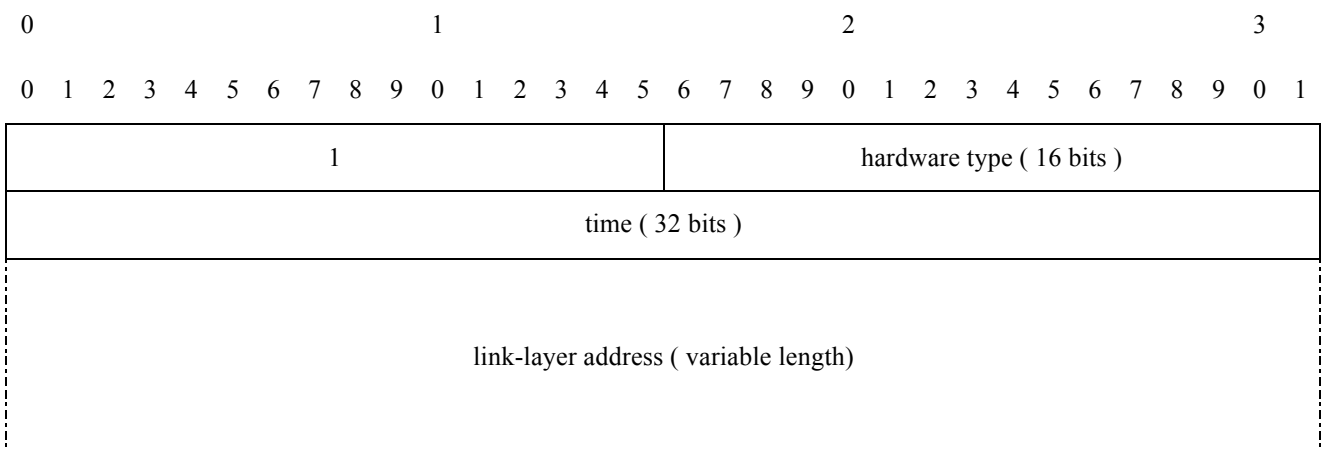 0 1 2 3
0 1 2 3 4 5 6 7 8 9 0 1 2 3 4 5 6 7 8 9 0 1 2 3 4 5 6 7 8 9 0 1
1 hardware type ( 16 bits )
time ( 32 bits )
link-layer address ( variable length)